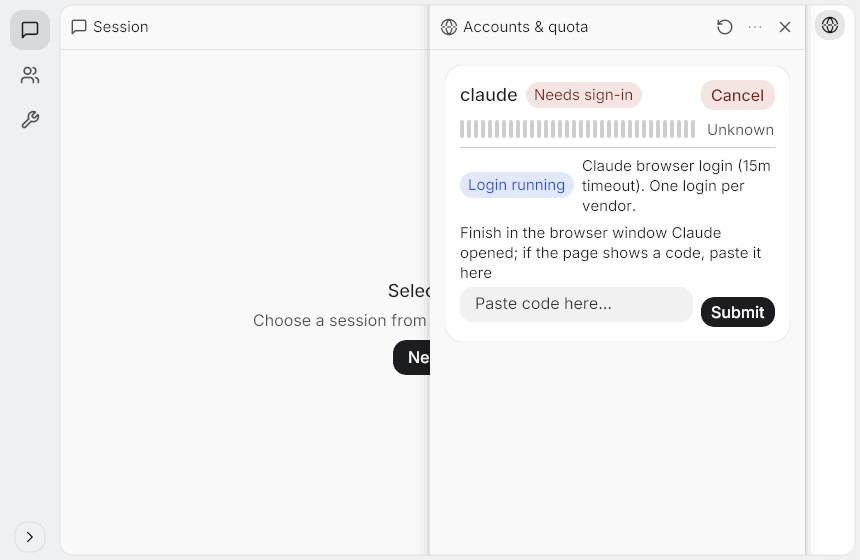 Session
Selec
Choose a session from
Ne
Accounts & quota
claude
Needs sign-in
Cancel
Unknown
Login running
Claude browser login (15m
timeout). One login per
vendor.
Finish in the browser window Claude
opened; if the page shows a code, paste it
here
Paste code here...
Submit